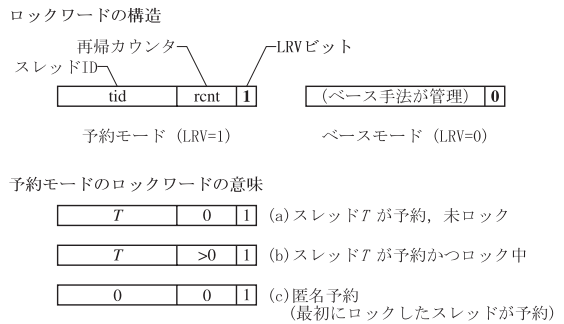 ロックワードの構造
再帰カウンタ LRVビット
スレッドID
tid rcnt 1 (ベース手法が管理) 0
予約モード (LRV=1) ベースモード (LRV=0)
予約モードのロックワードの意味
T 0 1 (a)スレッドT が予約，未ロック
T >0 1 (b)スレッドT が予約かつロック中
0 0 1 (c)匿名予約
(最初にロックしたスレッドが予約)